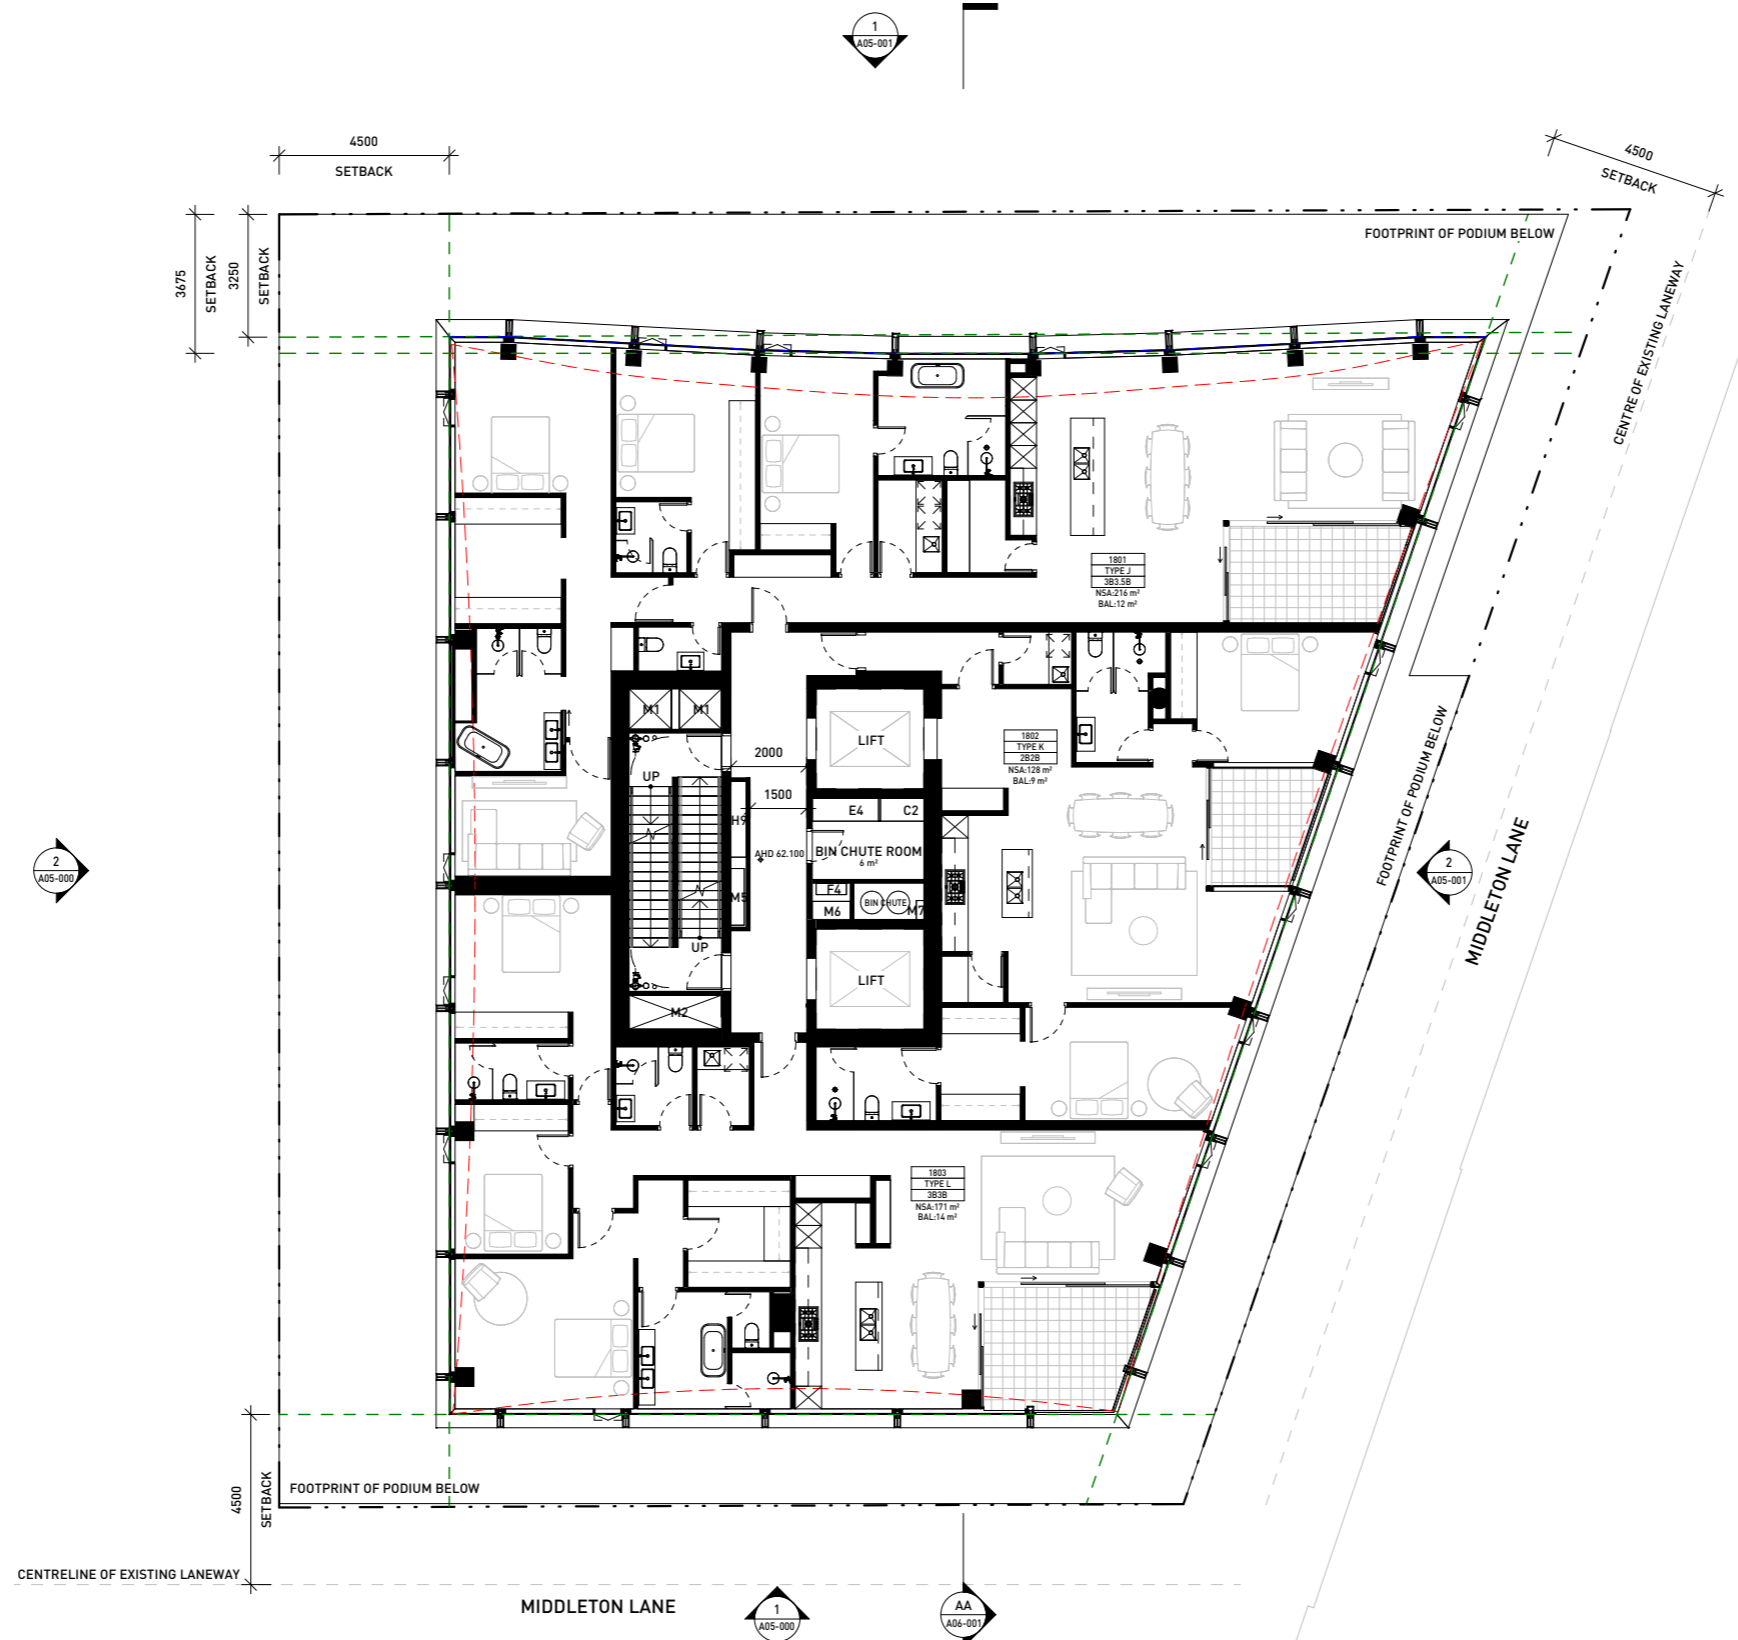 1
A05-001
4500
SETBACK
4500
SETBACK
3675
SETBACK
3250
SETBACK
FOOTPRINT OF PODIUM BELOW
CENTRE OF EXISTING LANEWAY
1801
TYPE J
3B3.5B
NSA:216 m²
BAL:12 m²
M1
M1
LIFT
1802
TYPE K
2B2B
NSA:128 m²
BAL:9 m²
2000
UP
1500
H9
E4
C2
AHD 62.100
BIN CHUTE ROOM
6 m²
M5
F4
M6
BIN CHUTE
M7
UP
LIFT
M2
FOOTPRINT OF PODIUM BELOW
2
A05-000
2
A05-001
MIDDLETON LANE
1803
TYPE L
3B3B
NSA:171 m²
BAL:14 m²
FOOTPRINT OF PODIUM BELOW
4500
SETBACK
CENTRELINE OF EXISTING LANEWAY
MIDDLETON LANE
1
A05-000
AA
A06-001